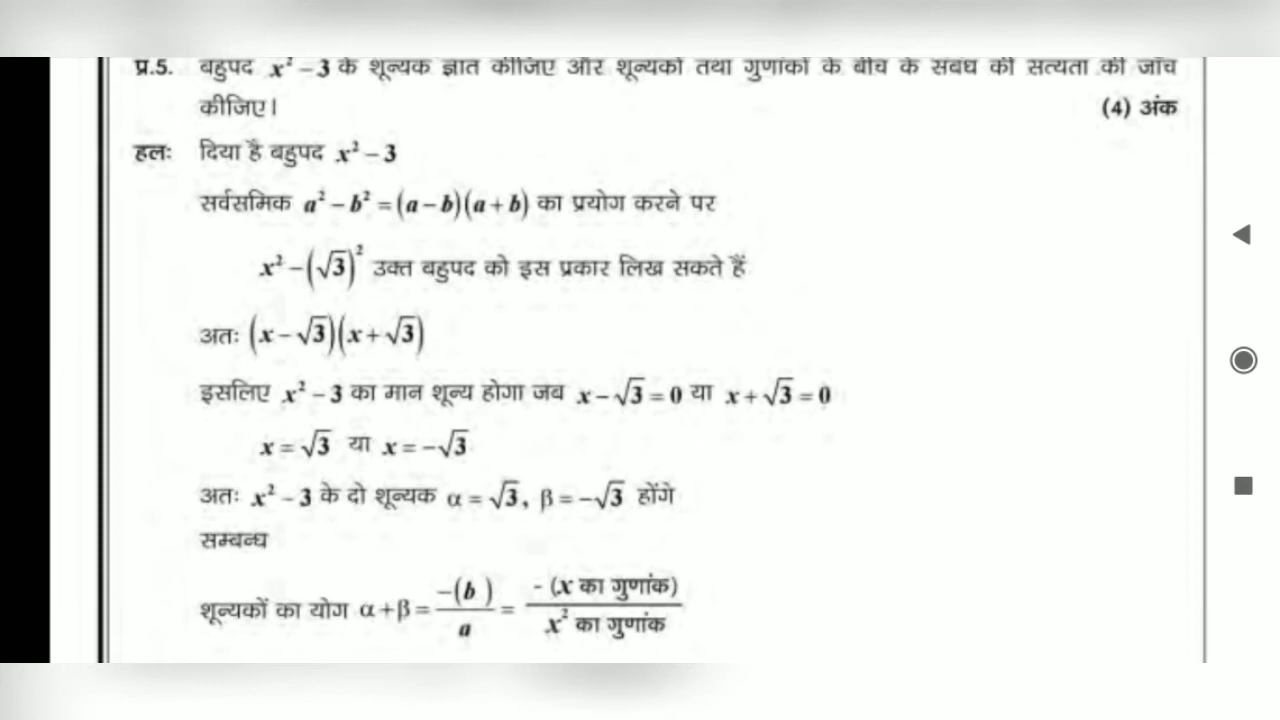 प्र.5. बहुपद x² – 3 के शून्यक ज्ञात कीजिए और शून्यकों तथा गुणांकों के बीच के संबंध की सत्यता की जाँच
कीजिए। (4) अंक
हलः दिया है बहुपद x² – 3
सर्वसमिक a² – b² = (a – b)(a + b) का प्रयोग करने पर
x² – (√3)² उक्त बहुपद को इस प्रकार लिख सकते हैं
अतः (x – √3)(x + √3)
इसलिए x² – 3 का मान शून्य होगा जब x – √3 = 0 या x + √3 = 0
x = √3 या x = –√3
अतः x² – 3 के दो शून्यक α = √3, β = –√3 होंगे
सम्बन्ध
शून्यकों का योग α + β = –(b)/a = - (x का गुणांक)/x² का गुणांक